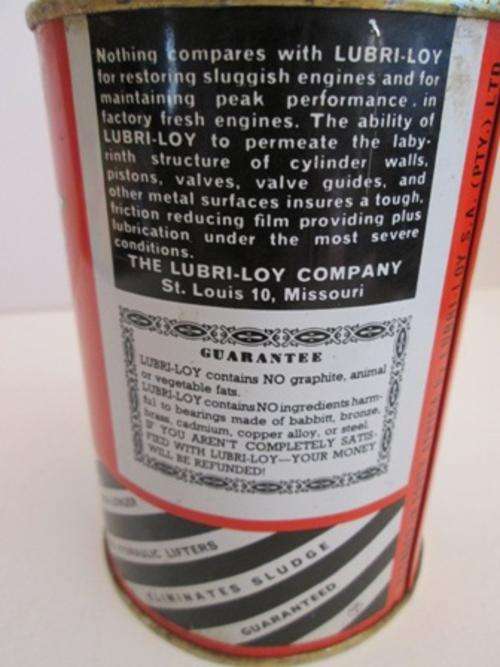 Nothing compares with LUBRI-LOY
for restoring sluggish engines and for
maintaining peak performance in
factory fresh engines. The ability of
LUBRI-LOY to permeate the laby-
rinth structure of cylinder walls,
pistons, valves, valve guides, and
other metal surfaces insures a tough,
friction reducing film providing plus
lubrication under the most severe
conditions.
THE LUBRI-LOY COMPANY
St. Louis 10, Missouri
GUARANTEE
LUBRI-LOY contains NO graphite, animal
or vegetable fats.
LUBRI-LOY contains NO ingredients harm-
ful to bearings made of babbitt, bronze,
brass, cadmium, copper alloy, or steel.
IF YOU AREN'T COMPLETELY SATIS-
FIED WITH LUBRI-LOY—YOUR MONEY
WILL BE REFUNDED!
LIFTERS
ELIMINATES SLUDGE
GUARANTEED
LUBRI-LOY S.A. (PTY.) LTD